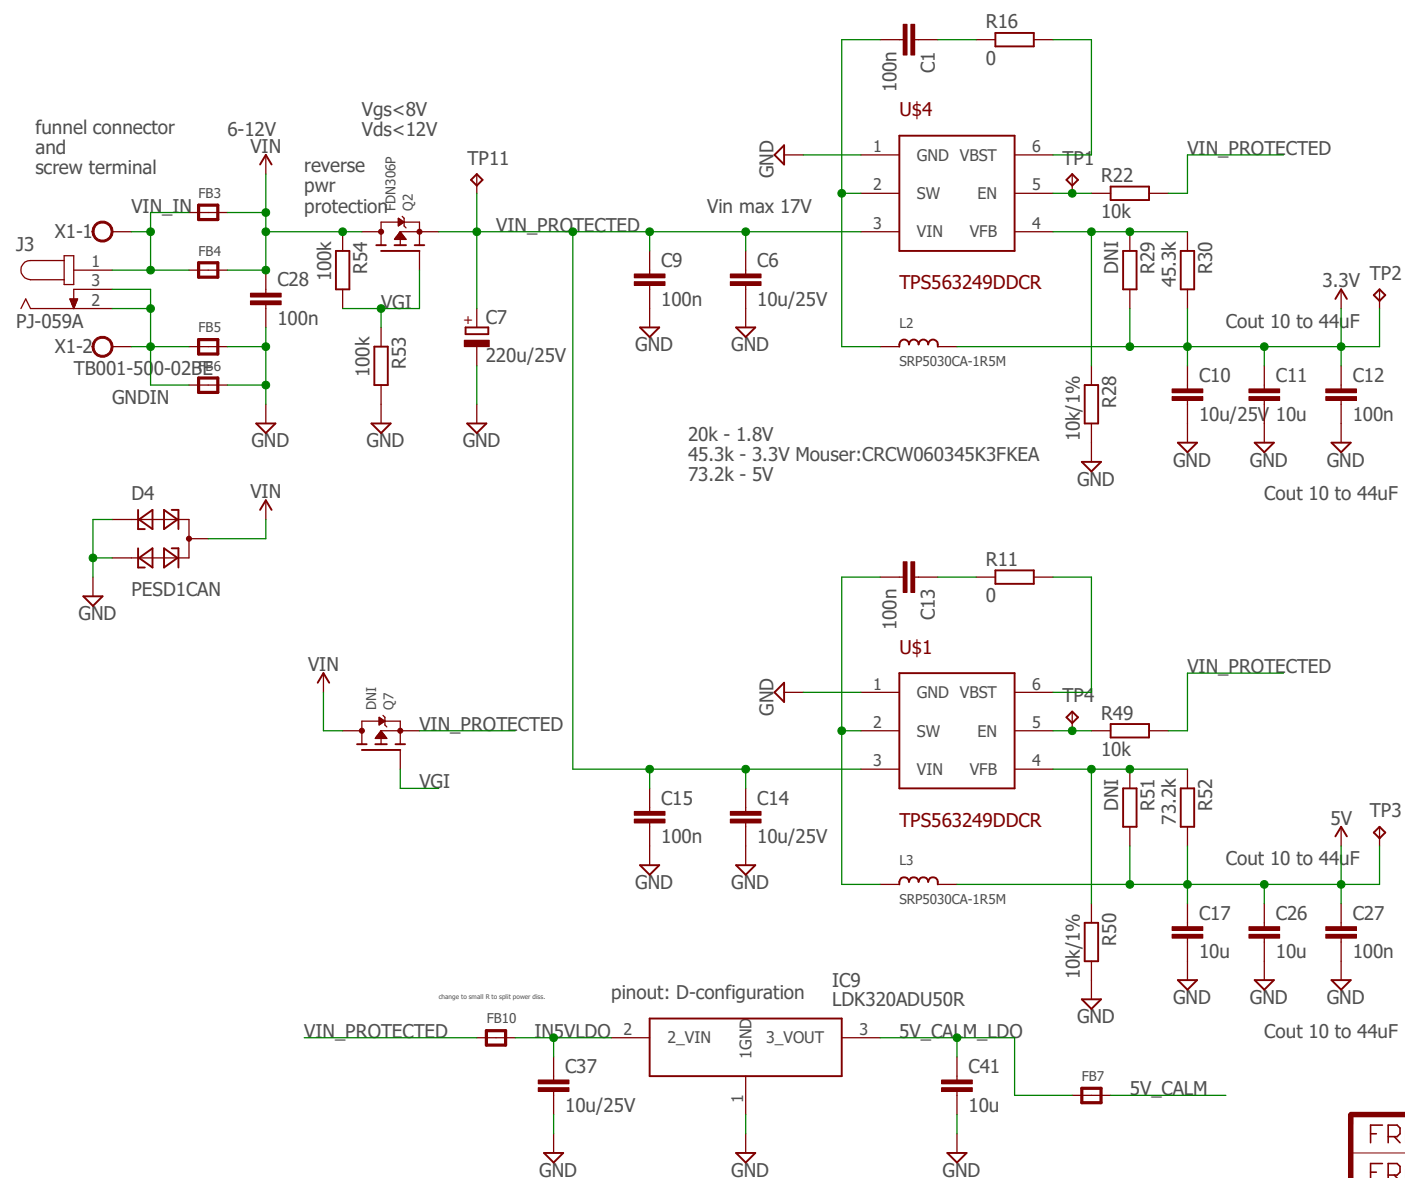 funnel connector
and
screw terminal
6-12V
VIN
Vgs<8V
Vds<12V
reverse
pwr
protection
FDN306P
Q2
TP11
VIN_PROTECTED
VIN_IN
FB3
X1-1
J3
1
3
2
FB4
PJ-059A
X1-2
FB5
FB6
TB001-500-02BE
GNDIN
C28
100n
GND
100k
R54
VGI
100k
R53
GND
+
C7
220u/25V
GND
Vin max 17V
C9
100n
GND
C6
10u/25V
GND
100n
C1
R16
0
U$4
GND
1
2
3
GND
SW
VIN
VBST
EN
VFB
6
5
4
TPS563249DDCR
TP1
R22
10k
VIN_PROTECTED
DNI
R29
45.3k
R30
L2
SRP5030CA-1R5M
3.3V
TP2
Cout 10 to 44uF
10k/1%
R28
GND
C10
10u/25V
GND
C11
10u
GND
C12
100n
GND
Cout 10 to 44uF
20k - 1.8V
45.3k - 3.3V Mouser:CRCW060345K3FKEA
73.2k - 5V
D4
VIN
PESD1CAN
GND
VIN
DNI
Q7
VIN_PROTECTED
VGI
100n
C13
R11
0
U$1
GND
1
2
3
GND
SW
VIN
VBST
EN
VFB
6
5
4
TPS563249DDCR
TP4
R49
10k
VIN_PROTECTED
C15
100n
GND
C14
10u/25V
GND
DNI
R51
73.2k
R52
L3
SRP5030CA-1R5M
5V
TP3
Cout 10 to 44uF
10k/1%
R50
GND
C17
10u
GND
C26
10u
GND
C27
100n
GND
Cout 10 to 44uF
change to small R to split power diss.
pinout: D-configuration
IC9
LDK320ADU50R
VIN_PROTECTED
FB10
IN5VLDO
2
2_VIN
1GND
3_VOUT
3
1
5V_CALM_LDO
C37
10u/25V
GND
GND
C41
10u
GND
FB7
5V_CALM
FR
FR